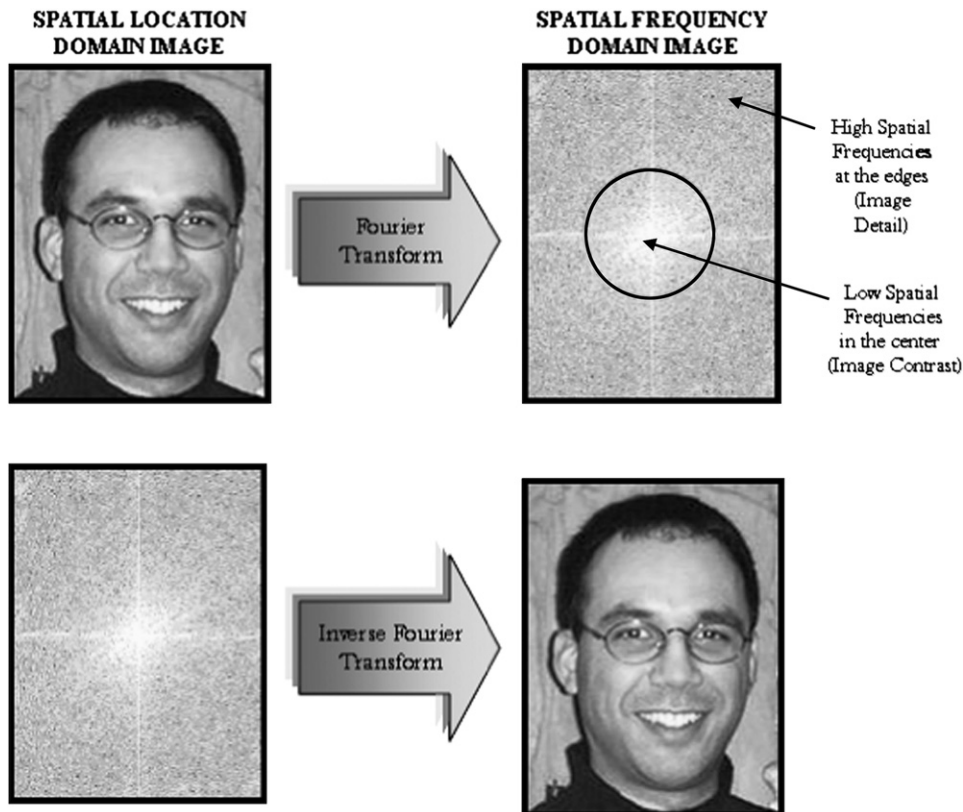 SPATIAL LOCATION
DOMAIN IMAGE
SPATIAL FREQUENCY
DOMAIN IMAGE
Fourier
Transform
High Spatial
Frequencies
at the edges
(Image
Detail)
Low Spatial
Frequencies
in the center
(Image Contrast)
Inverse Fourier
Transform